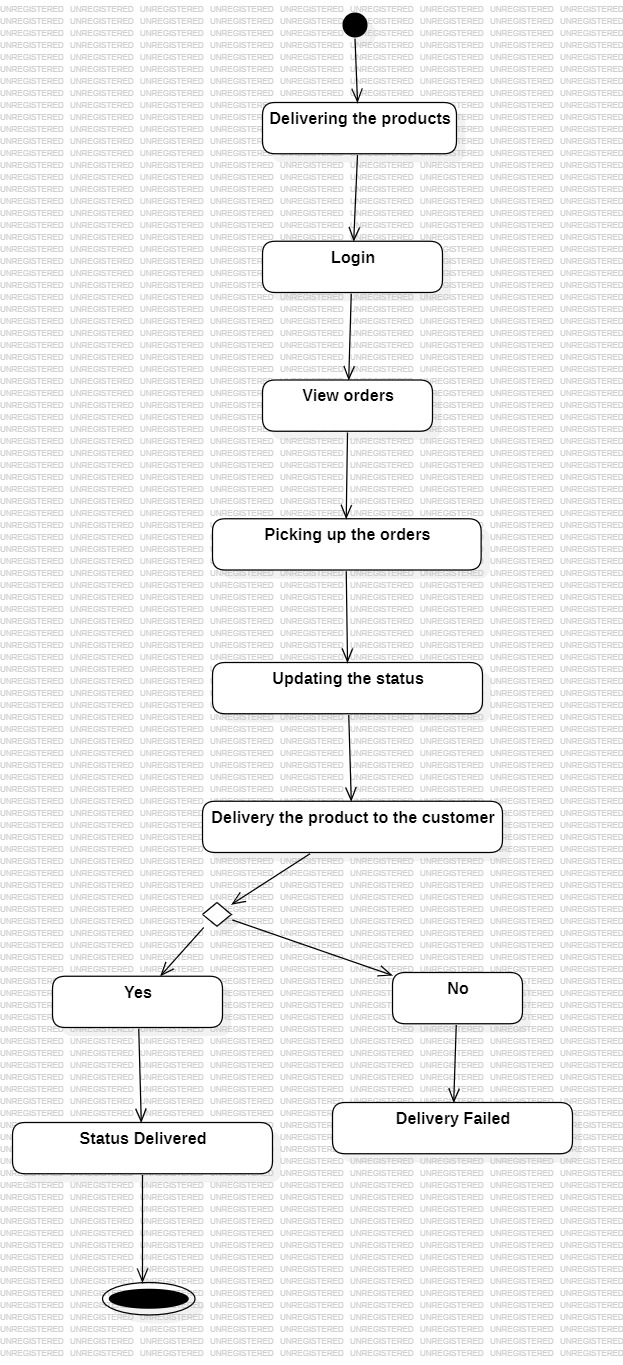 Delivering the products
Login
View orders
Picking up the orders
Updating the status
Delivery the product to the customer
Yes
No
Delivery Failed
Status Delivered
UNREGISTERED